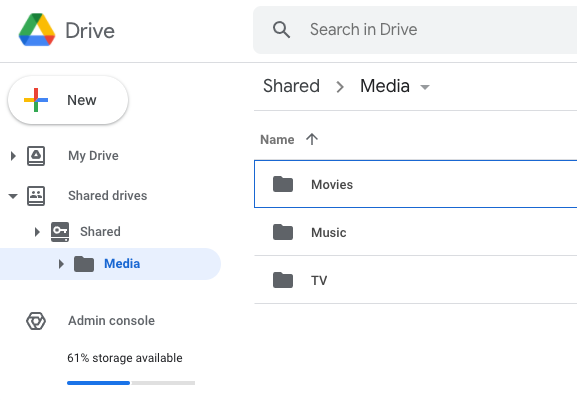 Drive
Search in Drive
New
Shared
Media
Name
My Drive
Shared drives
Shared
Media
Movies
Music
TV
Admin console
61% storage available